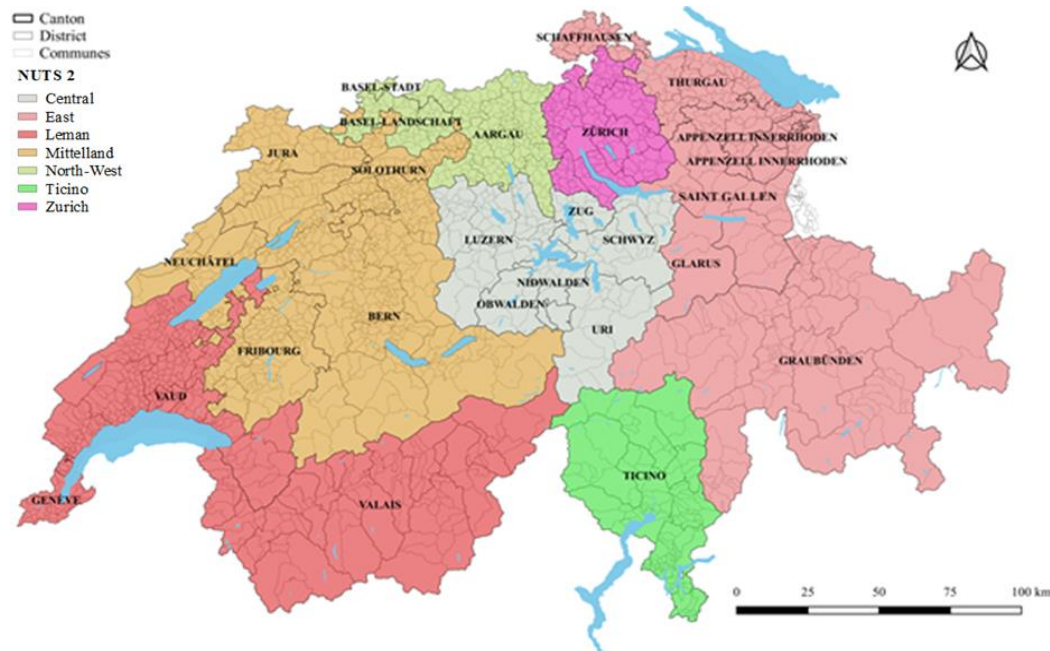 Canton
District
Communes
NUTS 2
Central
East
Leman
Mittelland
North-West
Ticino
Zurich
SCHAFFHAUSEN
THURGAU
BASEL-STADT
BASEL-LANDSCHAFT
AARGAU
ZÜRICH
APPENZELL INNERRHODEN
JURA
APPENZELL INNERRHODEN
SOLOTHURN
SAINT GALLEN
ZUG
LUZERN
SCHWYZ
NEUCHÂTEL
GLARUS
NIDWALDEN
OBWALDEN
BERN
URI
FRIBOURG
GRAUBÜNDEN
VAUD
TICINO
GENÈVE
VALAIS
0 25 50 75 100 km